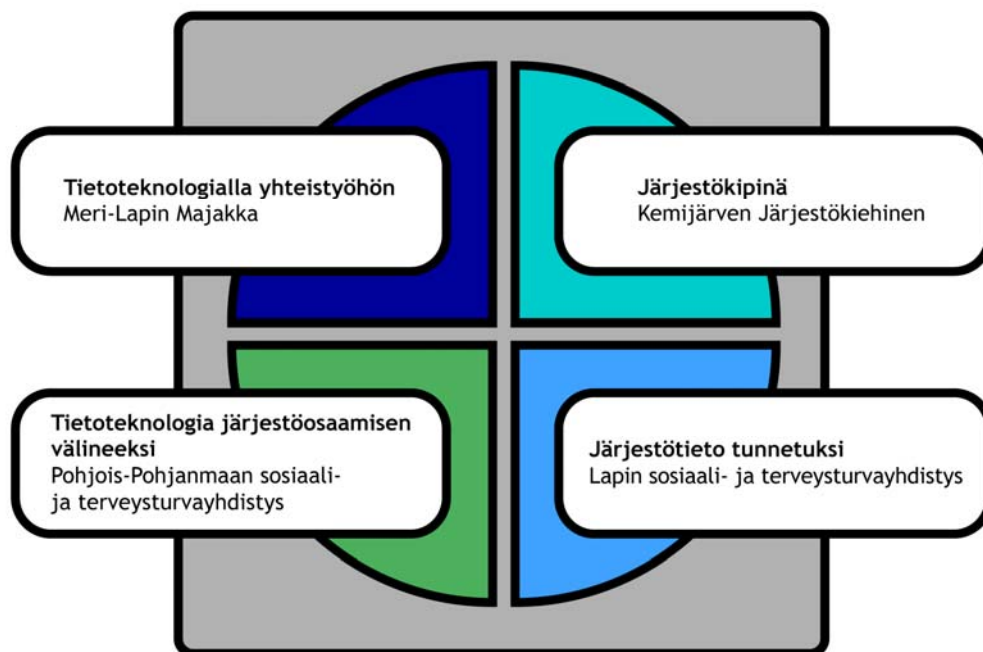 Tietoteknologialla yhteistyöhön
Meri-Lapin Majakka
Järjestökipinä
Kemijärven Järjestökiehinen
Tietoteknologia järjestöosaamisen
välineeksi
Pohjois-Pohjanmaan sosiaali-
ja terveysturvayhdistys
Järjestötieto tunnetuksi
Lapin sosiaali- ja terveysturvayhdistys